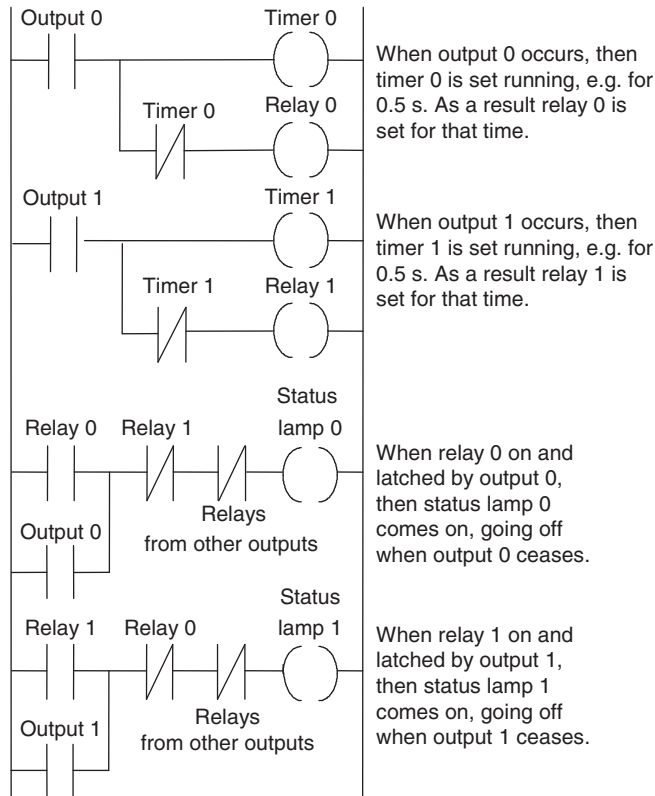 Output 0
Timer 0
Timer 0
Relay 0
When output 0 occurs, then
timer 0 is set running, e.g. for
0.5 s. As a result relay 0 is
set for that time.
Output 1
Timer 1
Timer 1
Relay 1
When output 1 occurs, then
timer 1 is set running, e.g. for
0.5 s. As a result relay 1 is
set for that time.
Status
Relay 0
Relay 1
lamp 0
Relays
Output 0
from other outputs
When relay 0 on and
latched by output 0,
then status lamp 0
comes on, going off
when output 0 ceases.
Status
Relay 1
Relay 0
lamp 1
Relays
Output 1
from other outputs
When relay 1 on and
latched by output 1,
then status lamp 1
comes on, going off
when output 1 ceases.